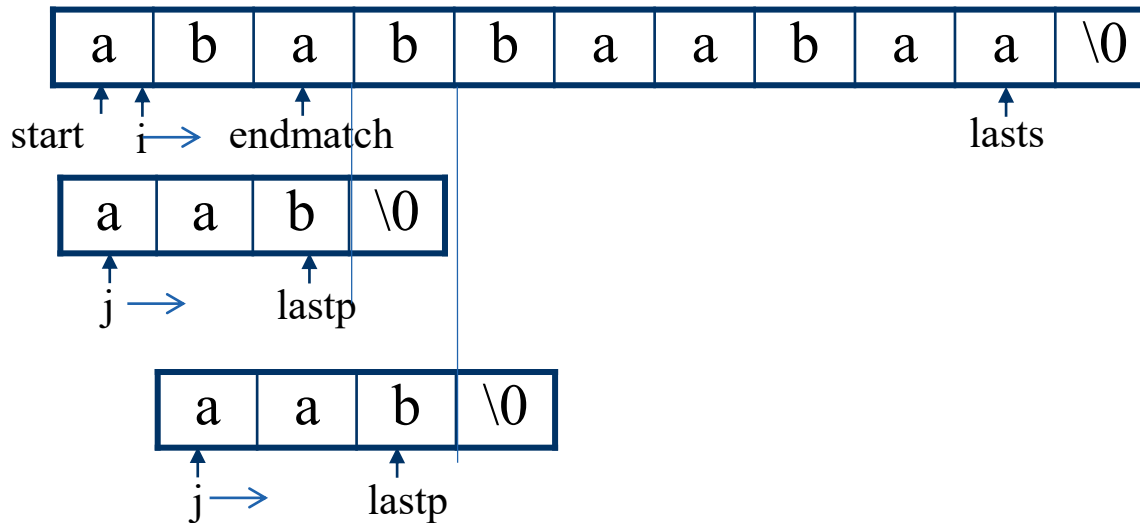 a b a b b a a b a a \0
start i endmatch lasts
a a b \0
j lastp
a a b \0
j lastp